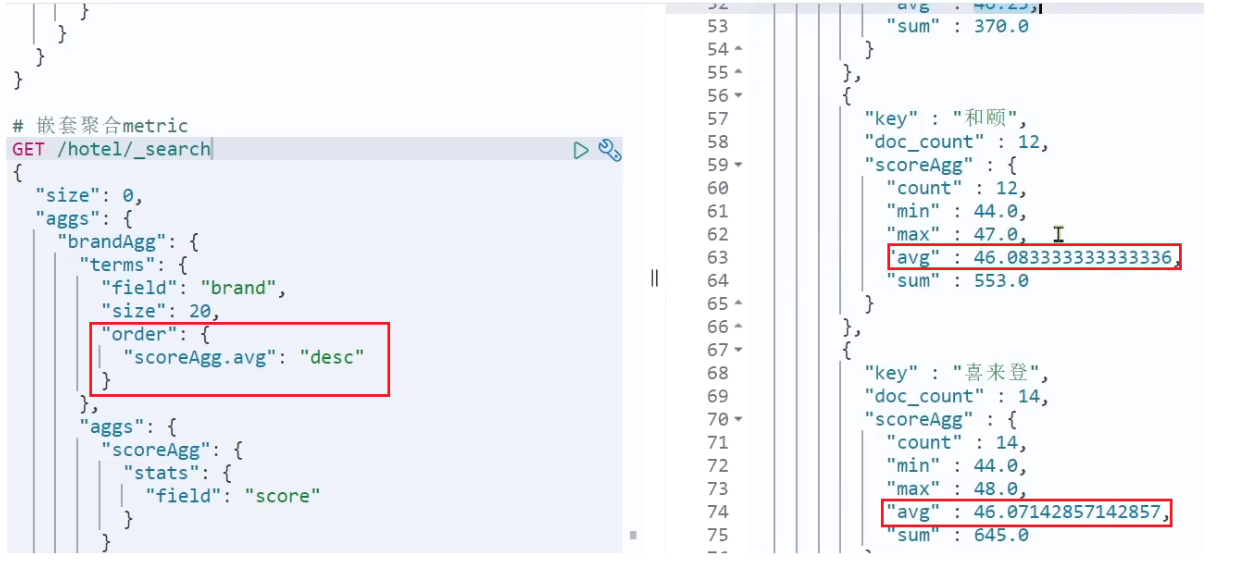 }
}
}
}
# 嵌套聚合metric
GET /hotel/_search
{
"size": 0,
"aggs": {
"brandAgg": {
"terms": {
"field": "brand",
"size": 20,
"order": {
"scoreAgg.avg": "desc"
}
},
"aggs": {
"scoreAgg": {
"stats": {
"field": "score"
}
}
52 "avg" : 46.25,
53 "sum" : 370.0
54 }
55 },
56 {
57 "key" : "和颐",
58 "doc_count" : 12,
59 "scoreAgg" : {
60 "count" : 12,
61 "min" : 44.0,
62 "max" : 47.0,
63 "avg" : 46.083333333333336,
64 "sum" : 553.0
65 }
66 },
67 {
68 "key" : "喜来登",
69 "doc_count" : 14,
70 "scoreAgg" : {
71 "count" : 14,
72 "min" : 44.0,
73 "max" : 48.0,
74 "avg" : 46.07142857142857,
75 "sum" : 645.0